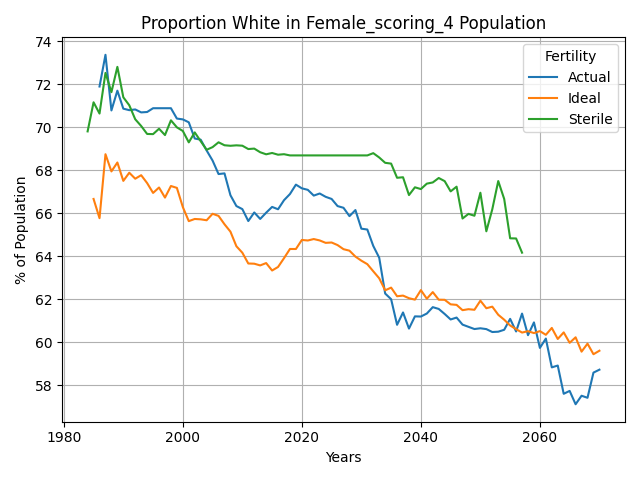 Proportion White in Female_scoring_4 Population
% of Population
74
72
70
68
66
64
62
60
58
Fertility
Actual
Ideal
Sterile
1980
2000
2020
2040
2060
Years